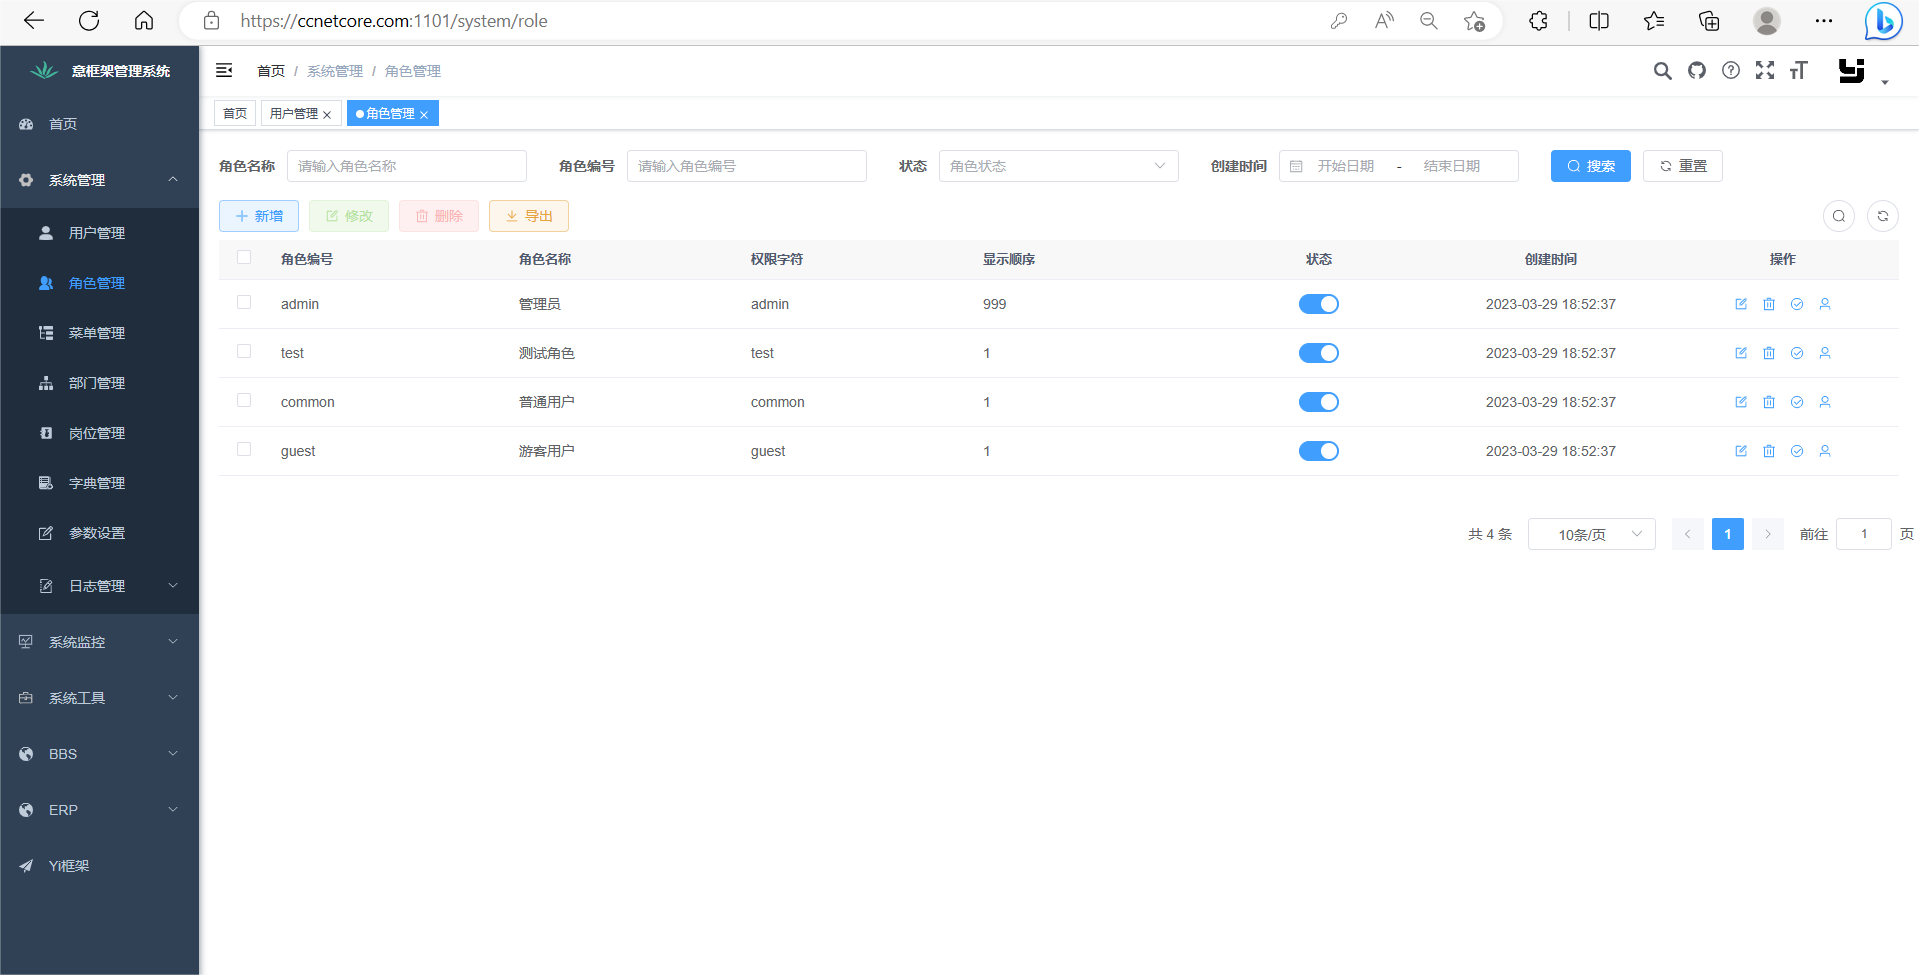 https://ccnetcore.com:1101/system/role
意框架管理系统
首页 / 系统管理 / 角色管理
首页 用户管理 × 角色管理 ×
首页
系统管理
用户管理
角色管理
菜单管理
部门管理
岗位管理
字典管理
参数设置
日志管理
系统监控
系统工具
BBS
ERP
Yi框架
角色名称 请输入角色名称 角色编号 请输入角色编号 状态 角色状态 创建时间 开始日期 - 结束日期 搜索 重置
新增 修改 删除 导出
角色编号 角色名称 权限字符 显示顺序 状态 创建时间 操作
admin 管理员 admin 999 2023-03-29 18:52:37
test 测试角色 test 1 2023-03-29 18:52:37
common 普通用户 common 1 2023-03-29 18:52:37
guest 游客用户 guest 1 2023-03-29 18:52:37
共 4 条 10条/页 1 前往 1 页